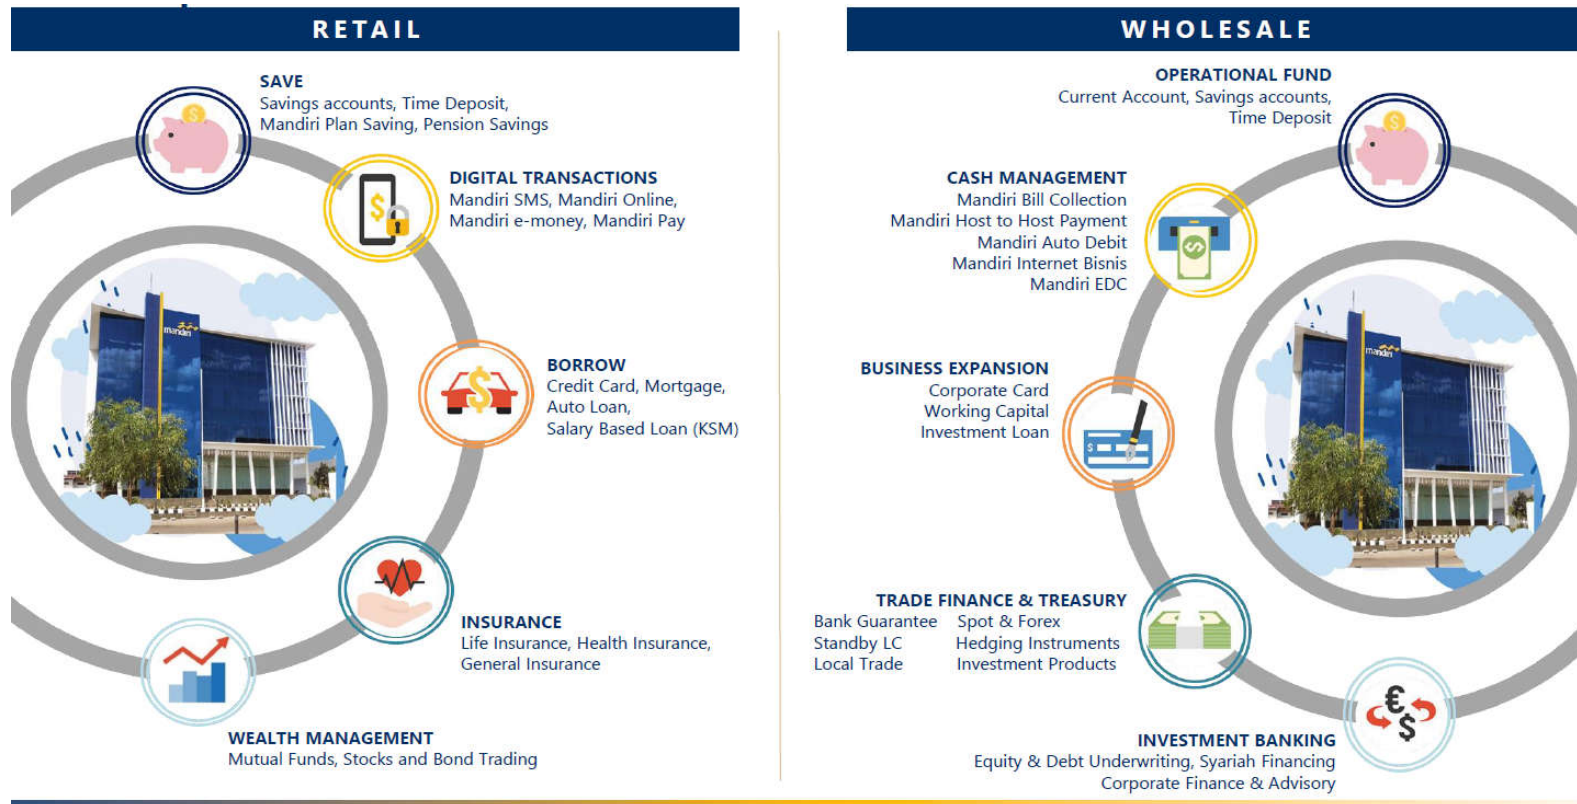 RETAIL
SAVE
Savings accounts, Time Deposit,
Mandiri Plan Saving, Pension Savings
DIGITAL TRANSACTIONS
Mandiri SMS, Mandiri Online,
Mandiri e-money, Mandiri Pay
mandiri
BORROW
Credit Card, Mortgage,
Auto Loan,
Salary Based Loan (KSM)
INSURANCE
Life Insurance, Health Insurance,
General Insurance
WEALTH MANAGEMENT
Mutual Funds, Stocks and Bond Trading
WHOLESALE
OPERATIONAL FUND
Current Account, Savings accounts,
Time Deposit
CASH MANAGEMENT
Mandiri Bill Collection
Mandiri Host to Host Payment
Mandiri Auto Debit
Mandiri Internet Bisnis
Mandiri EDC
mandiri
BUSINESS EXPANSION
Corporate Card
Working Capital
Investment Loan
TRADE FINANCE & TREASURY
Bank Guarantee Spot & Forex
Standby LC Hedging Instruments
Local Trade Investment Products
INVESTMENT BANKING
Equity & Debt Underwriting, Syariah Financing
Corporate Finance & Advisory